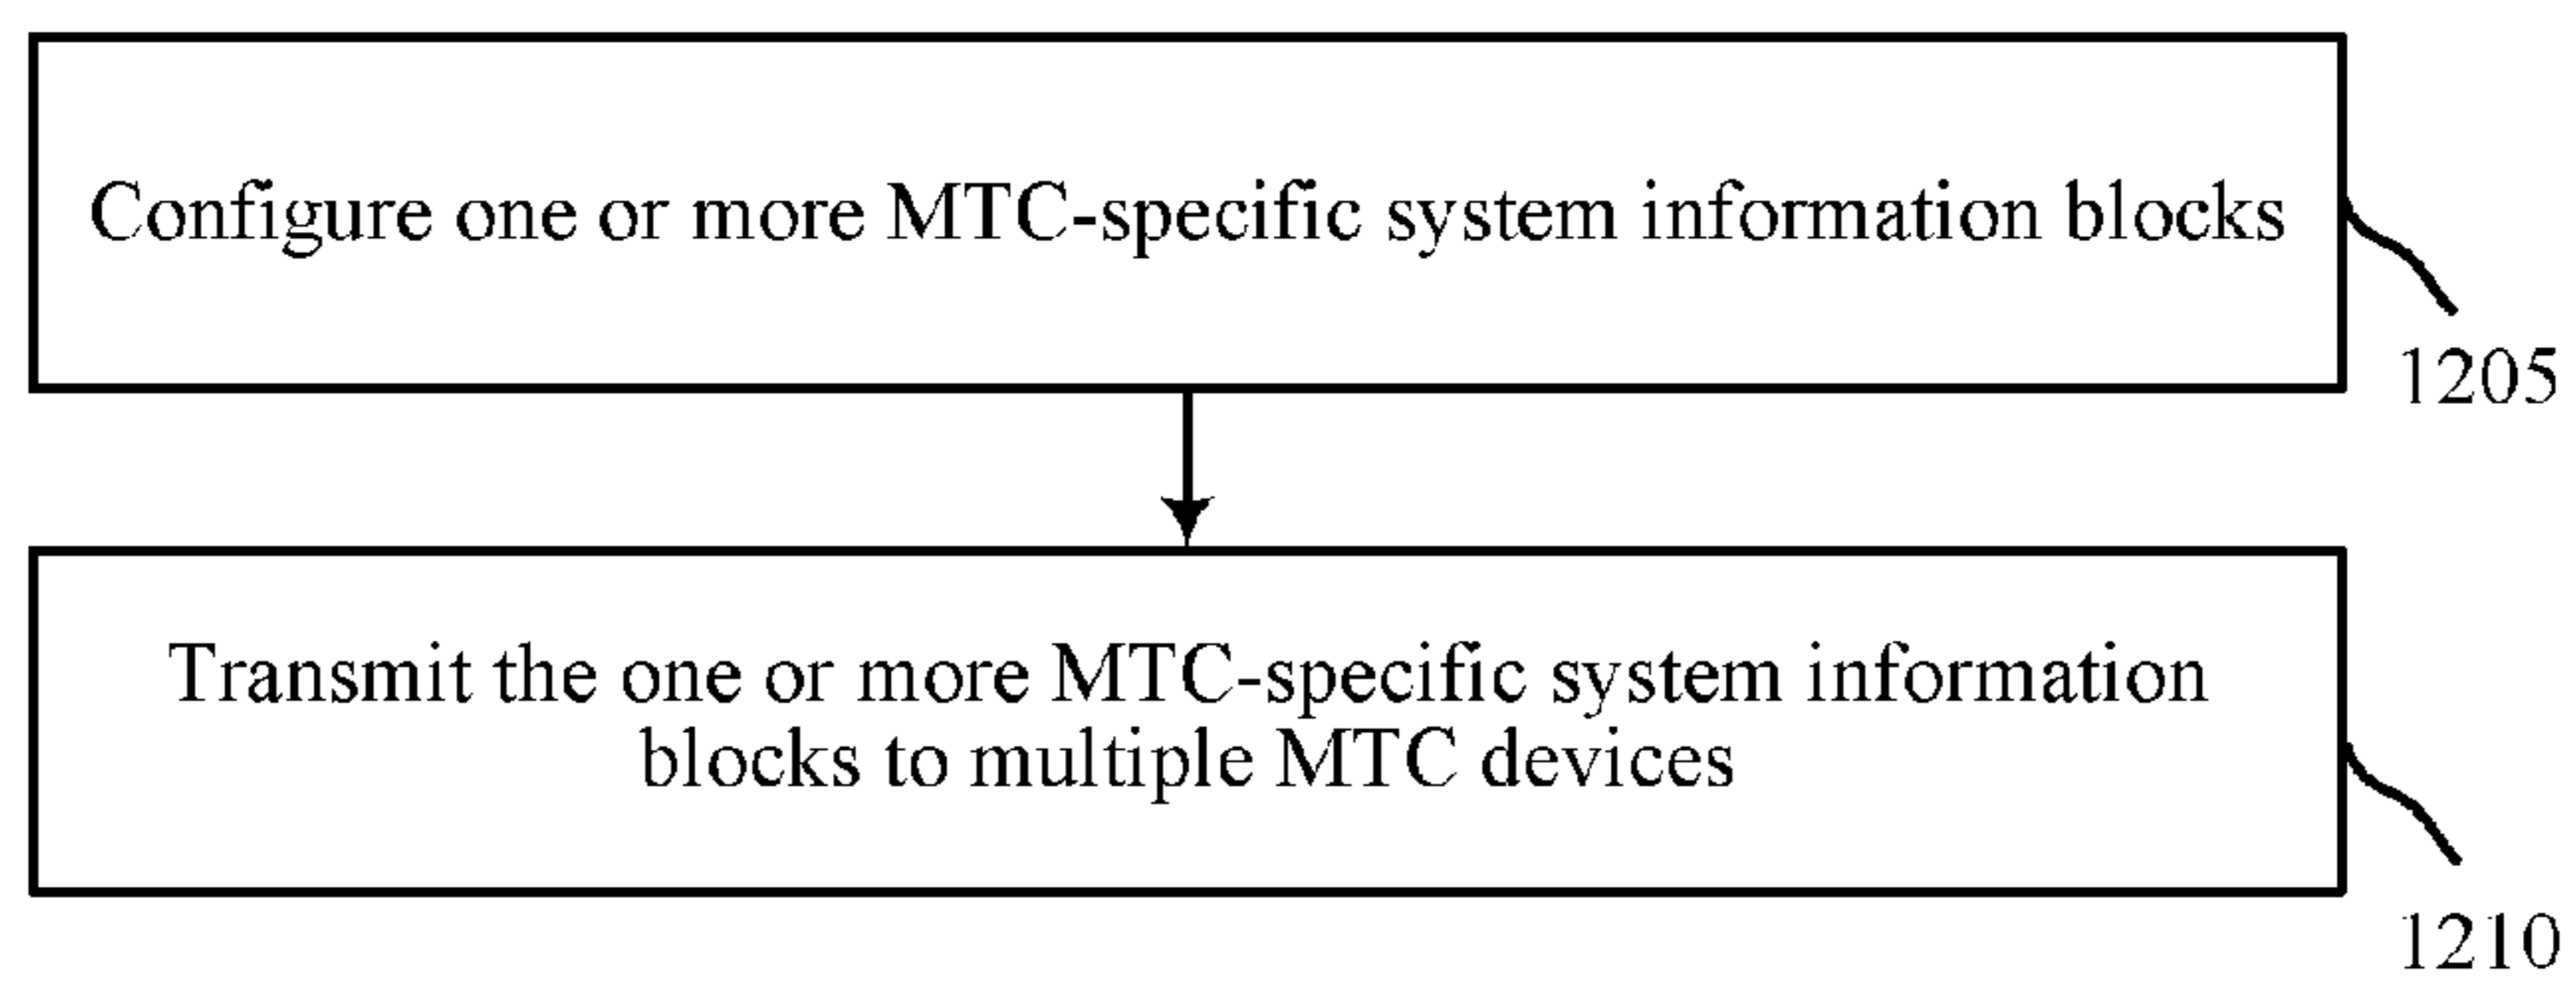 Configure one or more MTC-specific system information blocks
1205
Transmit the one or more MTC-specific system information
blocks to multiple MTC devices
1210